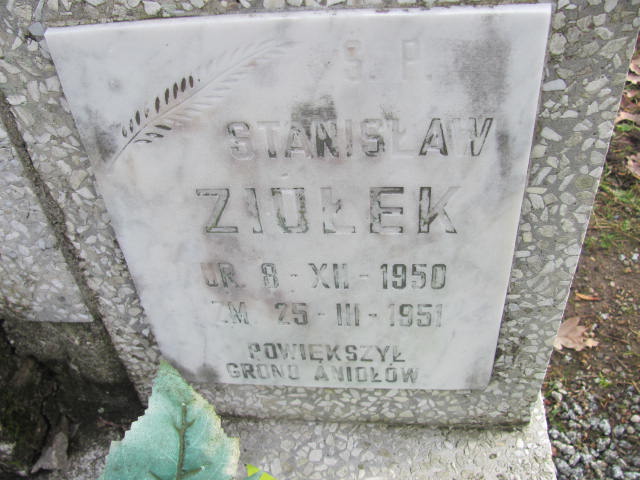 Ś. P.
STANISŁAW
ZIÓŁEK
UR. 8 - XII - 1950
ZM. 25 - III - 1951
POWIĘKSZYŁ
GRONO ANIOŁÓW